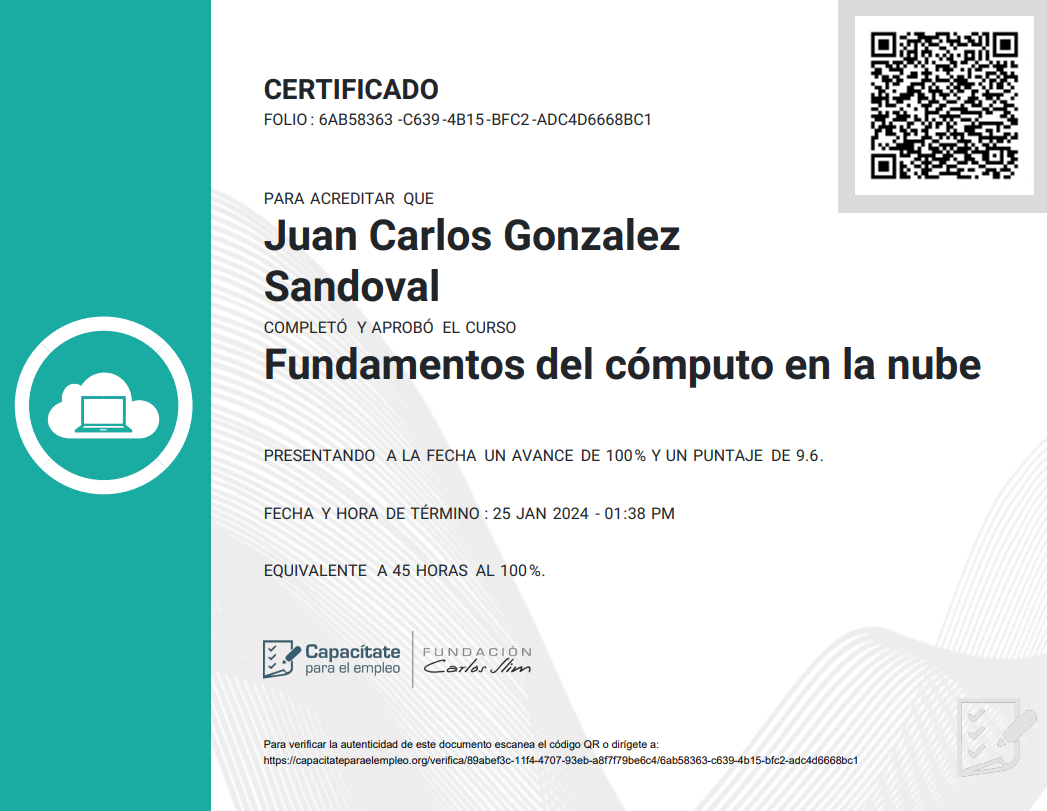 CERTIFICADO
FOLIO : 6AB58363 -C639-4B15-BFC2-ADC4D6668BC1
PARA ACREDITAR QUE
Juan Carlos Gonzalez
Sandoval
COMPLETÓ Y APROBÓ EL CURSO
Fundamentos del cómputo en la nube
PRESENTANDO A LA FECHA UN AVANCE DE 100% Y UN PUNTAJE DE 9.6.
FECHA Y HORA DE TÉRMINO : 25 JAN 2024 - 01:38 PM
EQUIVALENTE A 45 HORAS AL 100%.
Capacítate
para el empleo
FUNDACIÓN
Carlos Slim
Para verificar la autenticidad de este documento escanea el código QR o dirígete a:
https://capacitateparaelempleo.org/verifica/89abef3c-11f4-4707-93eb-a8f7f79be6c4/6ab58363-c639-4b15-bfc2-adc4d6668bc1